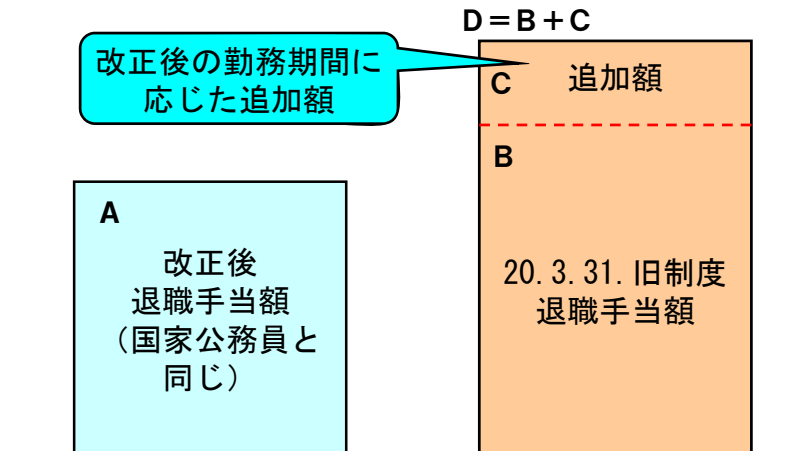 D＝B＋C
改正後の勤務期間に
応じた追加額
C
追加額
B
A
改正後
退職手当額
（国家公務員と
同じ）
20.3.31.旧制度
退職手当額